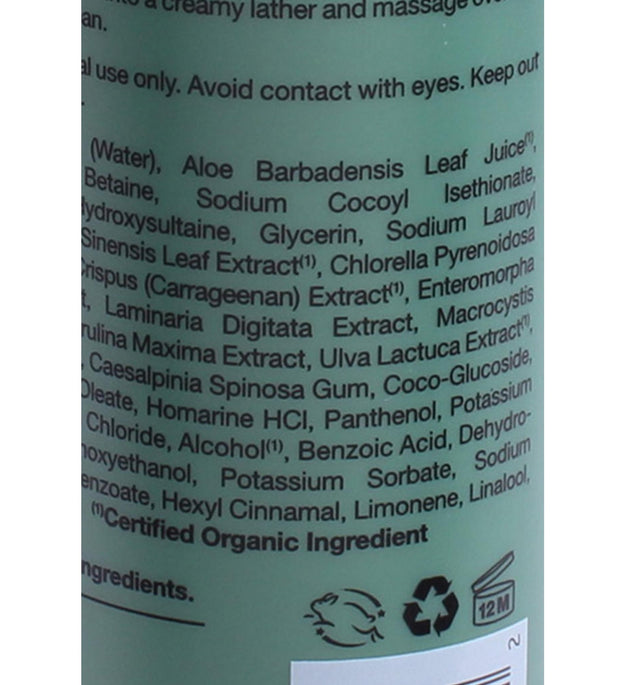 a creamy lather and massage
an.
al use only. Avoid contact with eyes. Keep out
(Water), Aloe Barbadensis Leaf Juice(1),
Betaine, Sodium Cocoyl Isethionate,
ydroxysultaine, Glycerin, Sodium Lauroyl
Sinensis Leaf Extract(1), Chlorella Pyrenoidosa
Crispus (Carrageenan) Extract(1), Enteromorpha
t, Laminaria Digitata Extract, Macrocystis
rulina Maxima Extract, Ulva Lactuca Extract(1),
, Caesalpinia Spinosa Gum, Coco-Glucoside,
Oleate, Homarine HCl, Panthenol, Potassium
Chloride, Alcohol(1), Benzoic Acid, Dehydro-
noxyethanol, Potassium Sorbate, Sodium
enzoate, Hexyl Cinnamal, Limonene, Linalool,
(1)Certified Organic Ingredient
ngredients.
12M
2